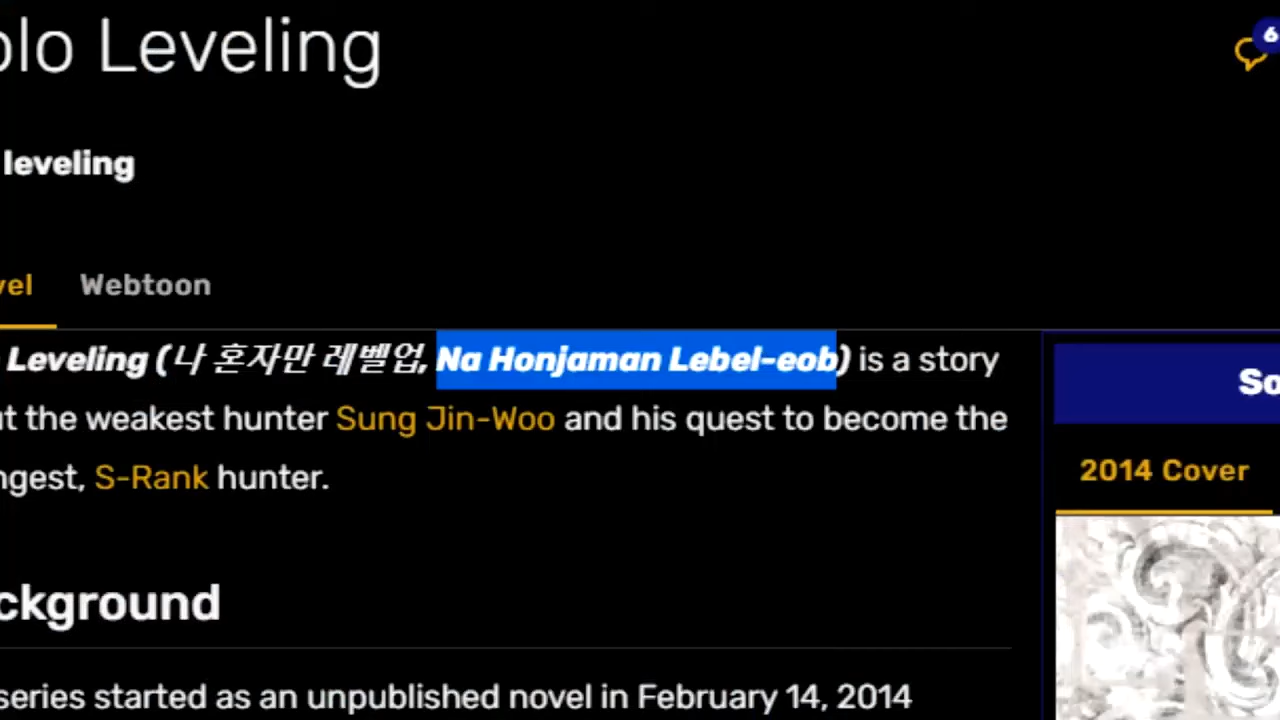 olo Leveling
6
leveling
vel Webtoon
Leveling (나 혼자만 레벨업, Na Honjaman Lebel-eob) is a story
t the weakest hunter Sung Jin-Woo and his quest to become the
ngest, S-Rank hunter.
So
2014 Cover
ckground
series started as an unpublished novel in February 14, 2014